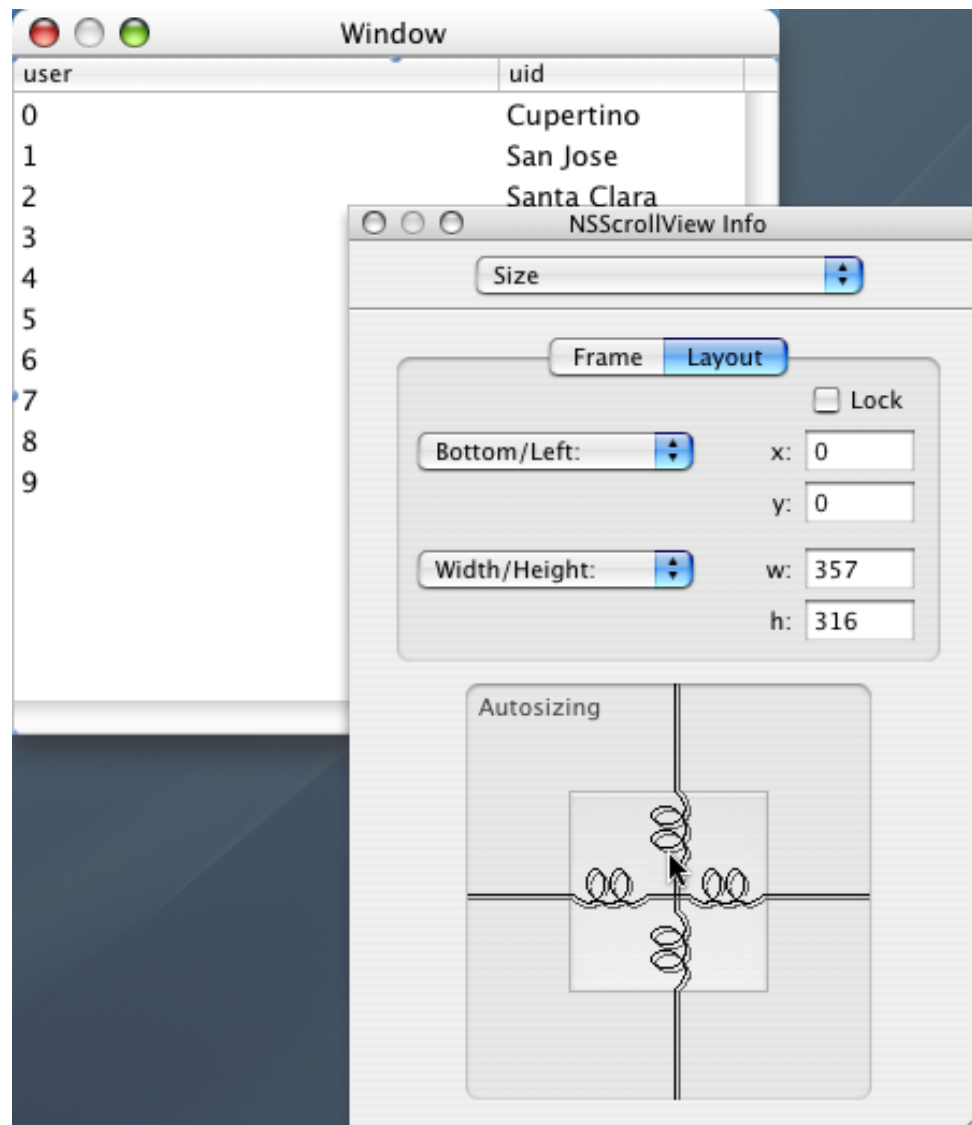 Window
user uid
0 Cupertino
1 San Jose
2 Santa Clara
3
4
5
6
7
8
9
NSScrollView Info
Size
Frame Layout
Lock
Bottom/Left: x: 0
y: 0
Width/Height: w: 357
h: 316
Autosizing